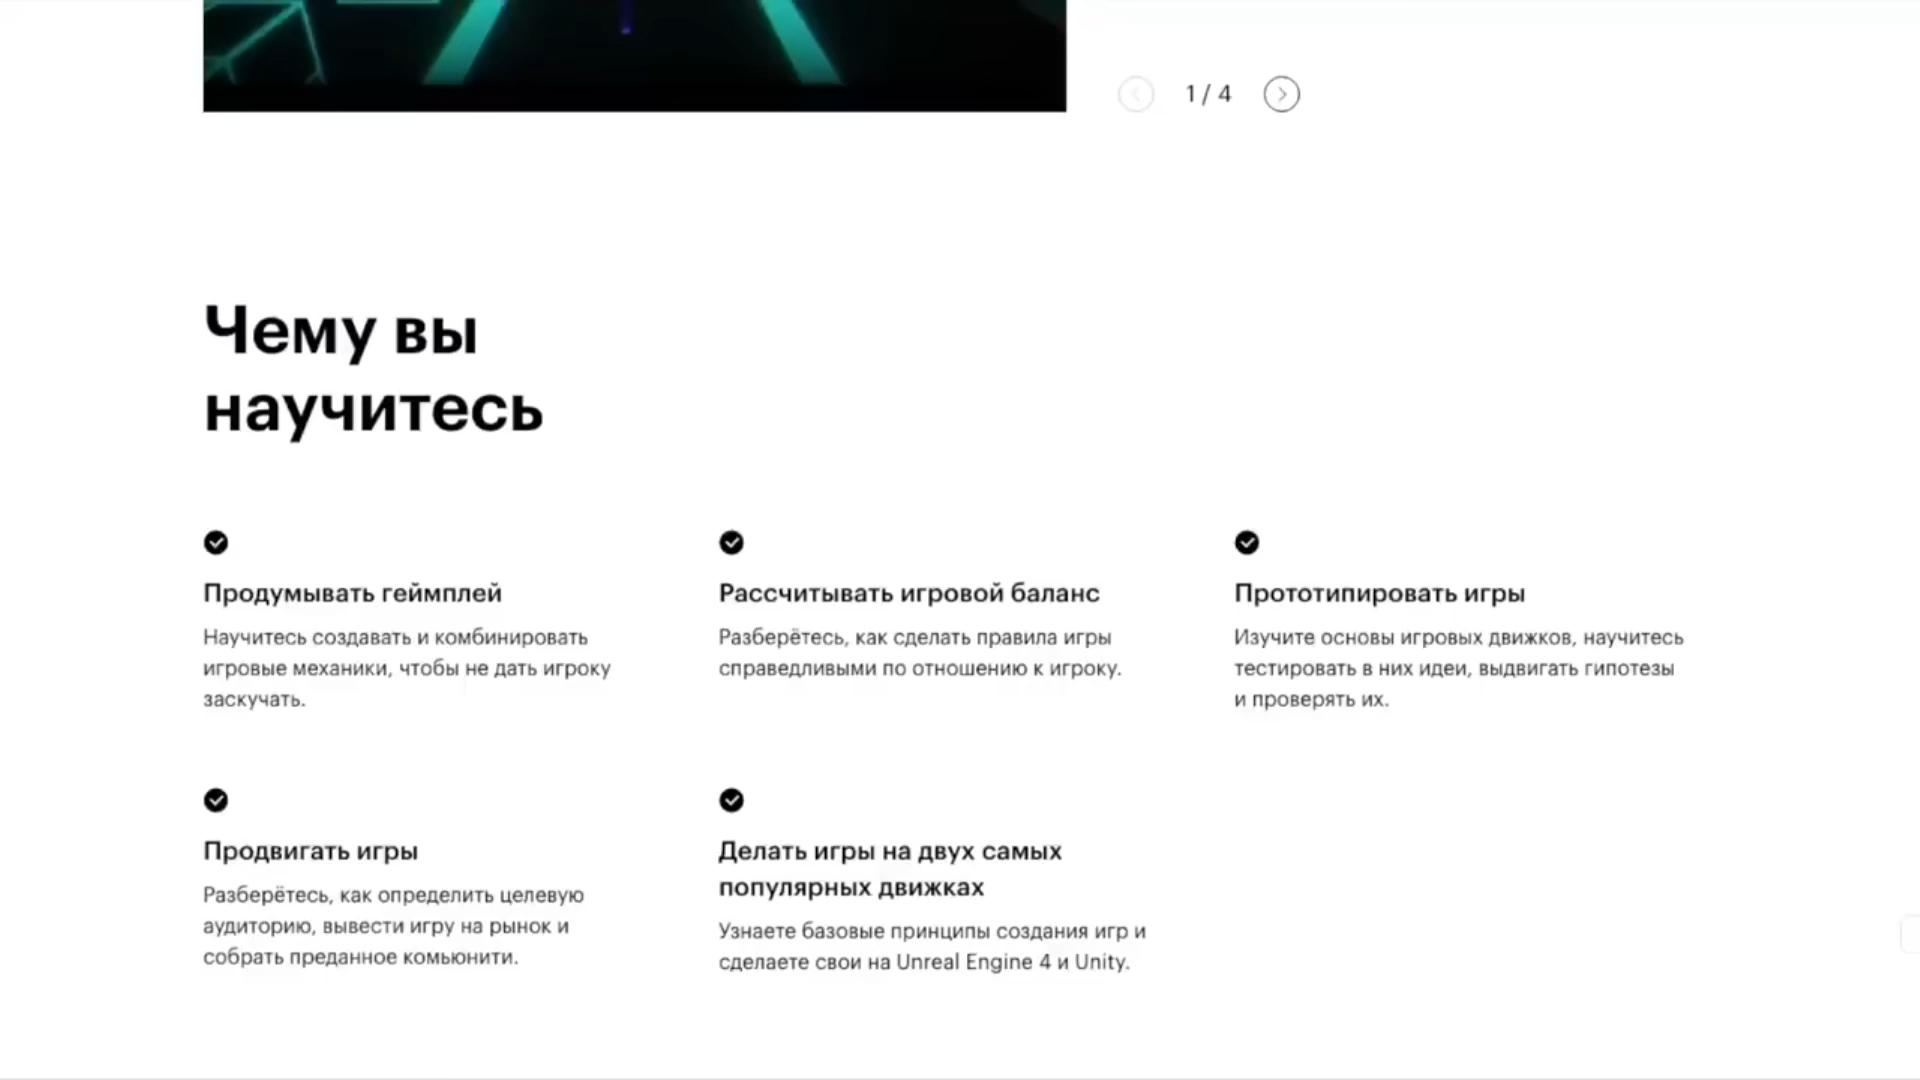 1 / 4
Чему вы
научитесь
Продумывать геймплей
Научитесь создавать и комбинировать
игровые механики, чтобы не дать игроку
заскучать.
Рассчитывать игровой баланс
Разберётесь, как сделать правила игры
справедливыми по отношению к игроку.
Прототипировать игры
Изучите основы игровых движков, научитесь
тестировать в них идеи, выдвигать гипотезы
и проверять их.
Продвигать игры
Разберётесь, как определить целевую
аудиторию, вывести игру на рынок и
собрать преданное комьюнити.
Делать игры на двух самых
популярных движках
Узнаете базовые принципы создания игр и
сделаете свои на Unreal Engine 4 и Unity.